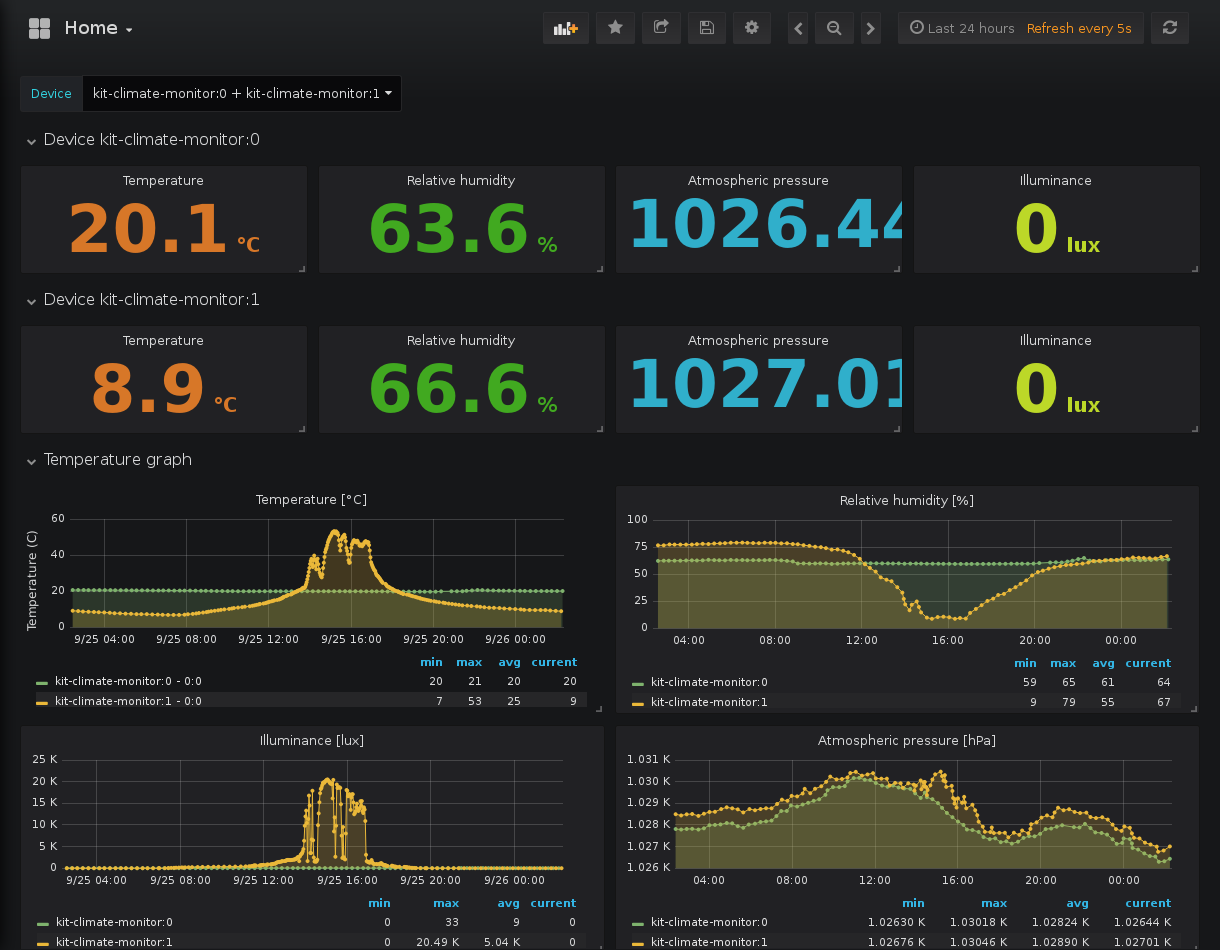 Home
Last 24 hours Refresh every 5s
Device kit-climate-monitor:0 + kit-climate-monitor:1
Device kit-climate-monitor:0
Temperature Relative humidity Atmospheric pressure Illuminance
20.1 °C 63.6 % 1026.44 0 lux
Device kit-climate-monitor:1
Temperature Relative humidity Atmospheric pressure Illuminance
8.9 °C 66.6 % 1027.01 0 lux
Temperature graph
Temperature [°C]
Temperature (C)
60
40
20
0
9/25 04:00 9/25 08:00 9/25 12:00 9/25 16:00 9/25 20:00 9/26 00:00
min max avg current
kit-climate-monitor:0 - 0:0 20 21 20 20
kit-climate-monitor:1 - 0:0 7 53 25 9
Relative humidity [%]
100
75
50
25
0
04:00 08:00 12:00 16:00 20:00 00:00
min max avg current
kit-climate-monitor:0 59 65 61 64
kit-climate-monitor:1 9 79 55 67
Illuminance [lux]
25 K
20 K
15 K
10 K
5 K
0
9/25 04:00 9/25 08:00 9/25 12:00 9/25 16:00 9/25 20:00 9/26 00:00
min max avg current
kit-climate-monitor:0 0 33 9 0
kit-climate-monitor:1 0 20.49 K 5.04 K 0
Atmospheric pressure [hPa]
1.031 K
1.030 K
1.029 K
1.028 K
1.027 K
1.026 K
04:00 08:00 12:00 16:00 20:00 00:00
min max avg current
kit-climate-monitor:0 1.02630 K 1.03018 K 1.02824 K 1.02644 K
kit-climate-monitor:1 1.02676 K 1.03046 K 1.02890 K 1.02701 K